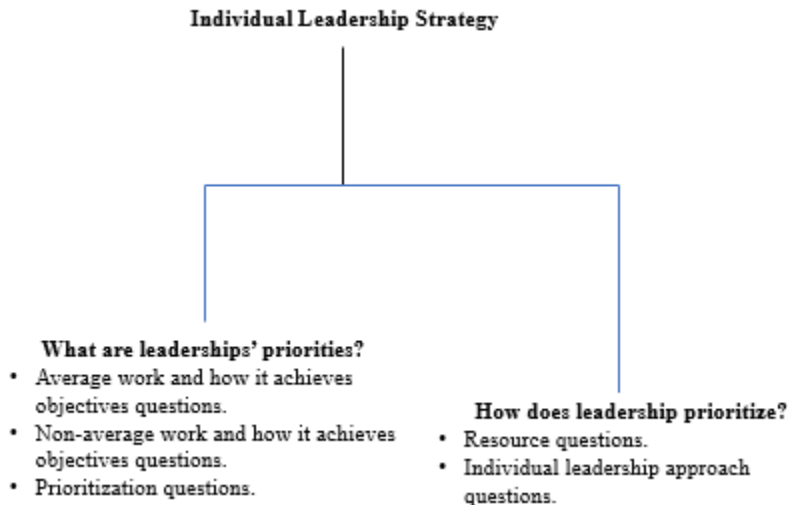 Individual Leadership Strategy
What are leaderships’ priorities?
• Average work and how it achieves
objectives questions.
• Non-average work and how it achieves
objectives questions.
• Prioritization questions.
How does leadership prioritize?
• Resource questions.
• Individual leadership approach
questions.